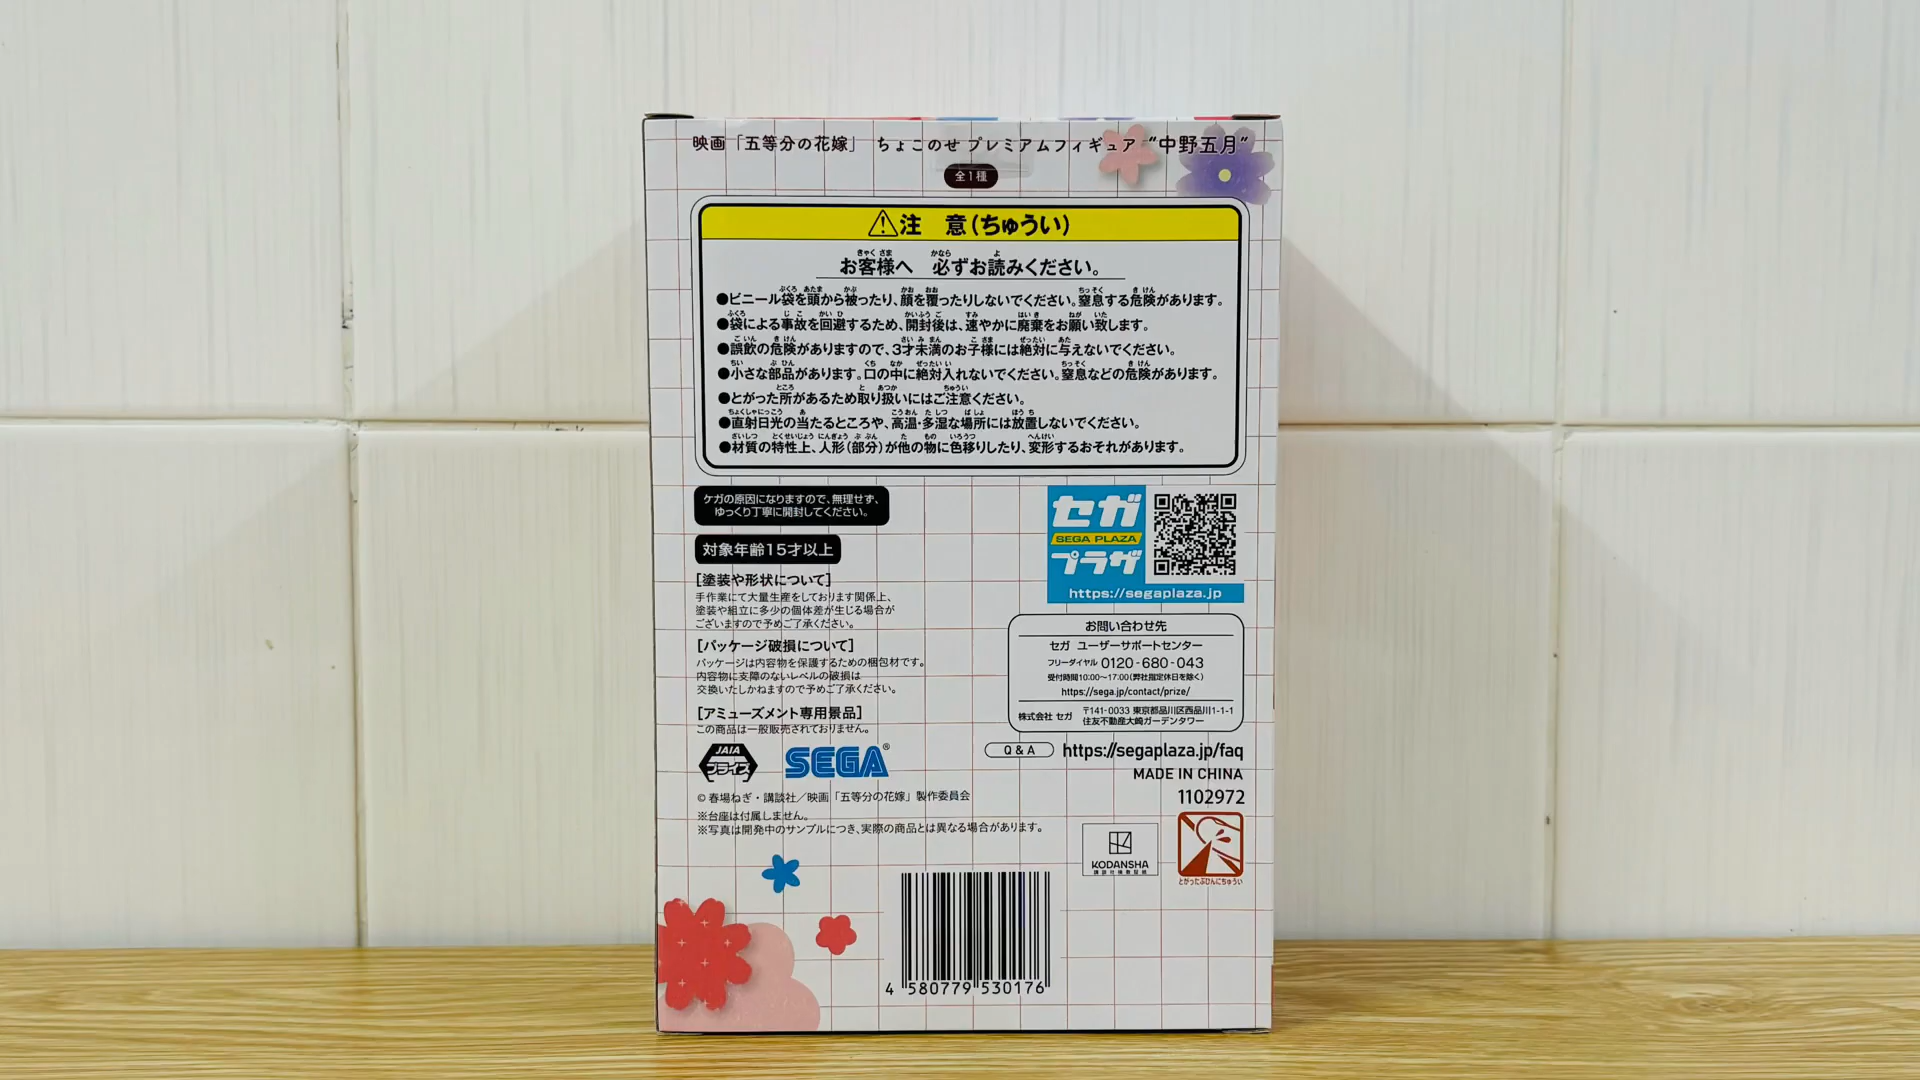 映画「五等分の花嫁」 ちょこのせ プレミアムフィギュア "中野五月"
全1種
注 意(ちゅうい)
お客様へ 必ずお読みください。
●ビニール袋を頭から被ったり、顔を覆ったりしないでください。窒息する危険があります。
●袋による事故を回避するため、開封後は、速やかに廃棄をお願い致します。
●誤飲の危険がありますので、3才未満のお子様には絶対に与えないでください。
●小さな部品があります。口の中に絶対入れないでください。窒息などの危険があります。
●とがった所があるため取り扱いにはご注意ください。
●直射日光の当たるところや、高温・多湿な場所には放置しないでください。
●材質の特性上、人形(部分)が他の物に色移りしたり、変形するおそれがあります。
ケガの原因になりますので、無理せず、
ゆっくり丁寧に開封してください。
対象年齢15才以上
[塗装や形状について]
手作業にて大量生産をしております関係上、
塗装や組立に多少の個体差が生じる場合が
ございますので予めご了承ください。
[パッケージ破損について]
パッケージは内容物を保護するための梱包材です。
内容物に支障のないレベルの破損は
交換いたしかねますので予めご了承ください。
[アミューズメント専用景品]
この商品は一般販売されておりません。
JAIA
プライズ
SEGA®
© 春場ねぎ・講談社／映画「五等分の花嫁」製作委員会
※台座は付属しません。
※写真は開発中のサンプルにつき、実際の商品とは異なる場合があります。
セガ
SEGA PLAZA
プラザ
https://segaplaza.jp
お問い合わせ先
セガ ユーザーサポートセンター
フリーダイヤル 0120-680-043
受付時間10:00〜17:00(弊社指定休日を除く)
https://sega.jp/contact/prize/
株式会社 セガ 〒141-0033 東京都品川区西品川1-1-1
住友不動産大崎ガーデンタワー
Q & A https://segaplaza.jp/faq
MADE IN CHINA
1102972
KODANSHA
とがったぶひんにちゅうい
4 580779 530176